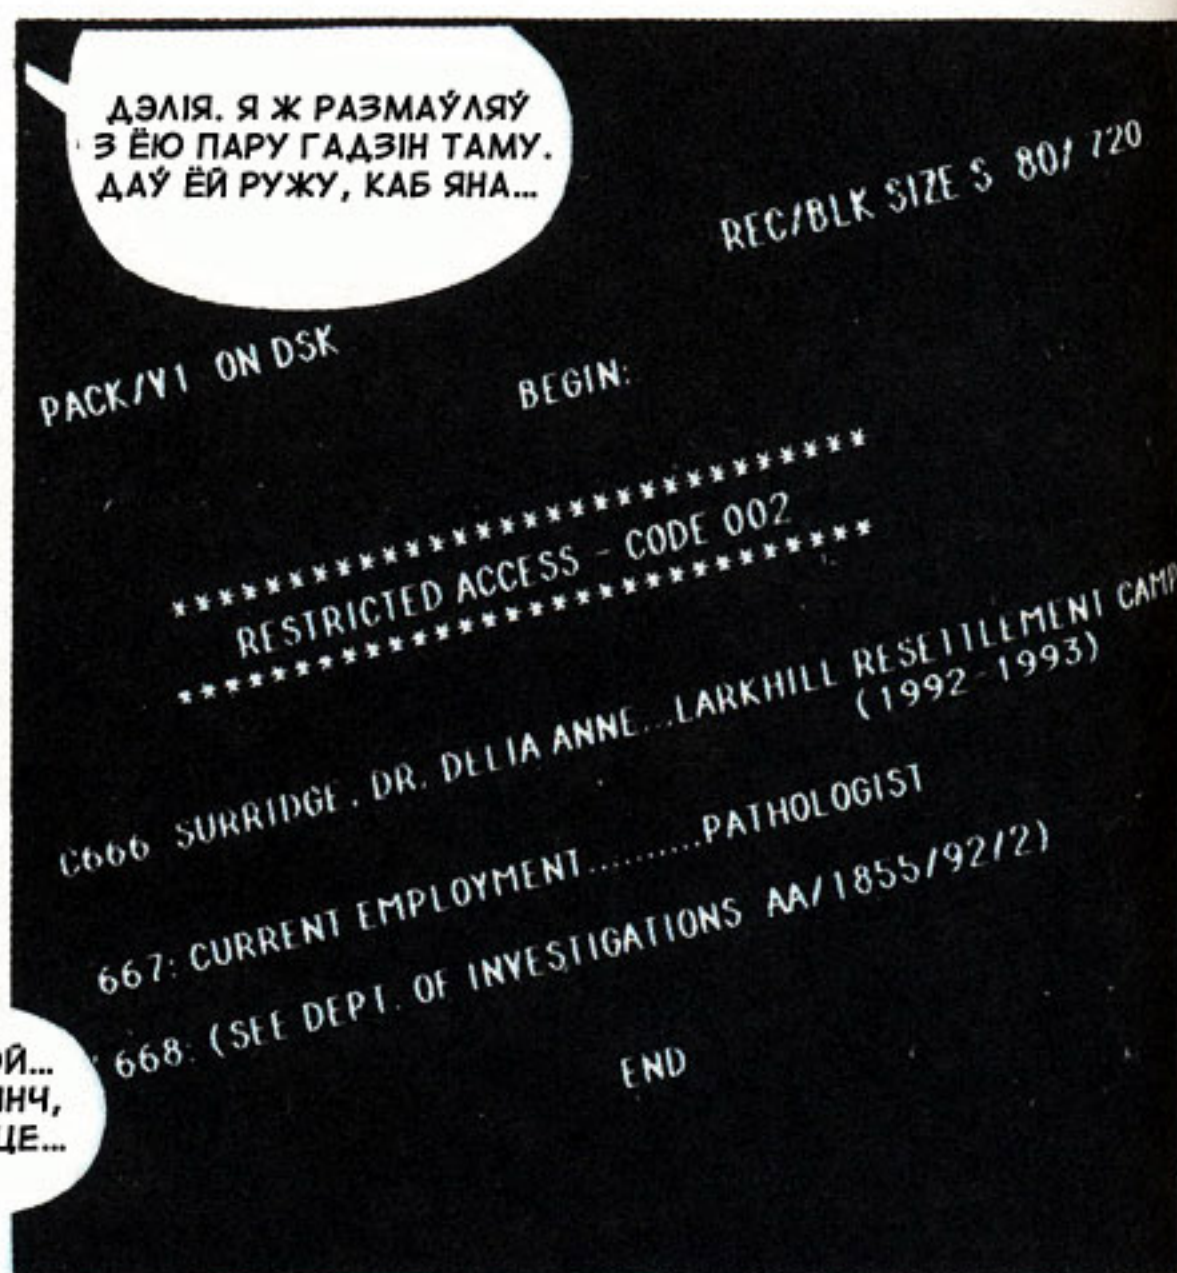 ДЭЛІЯ. Я Ж РАЗМАЎЛЯЎ
З ЁЮ ПАРУ ГАДЗІН ТАМУ.
ДАЎ ЁЙ РУЖУ, КАБ ЯНА...
REC/BLK SIZE S 80/ 720
PACK/V1 ON DSK
BEGIN:
******************************
RESTRICTED ACCESS - CODE 002
******************************
C666 SURRIDGE, DR. DELIA ANNE...LARKHILL RESETTLEMENT CAMP
(1992-1993)
667: CURRENT EMPLOYMENT..........PATHOLOGIST
668: (SEE DEPT. OF INVESTIGATIONS AA/1855/92/2)
END